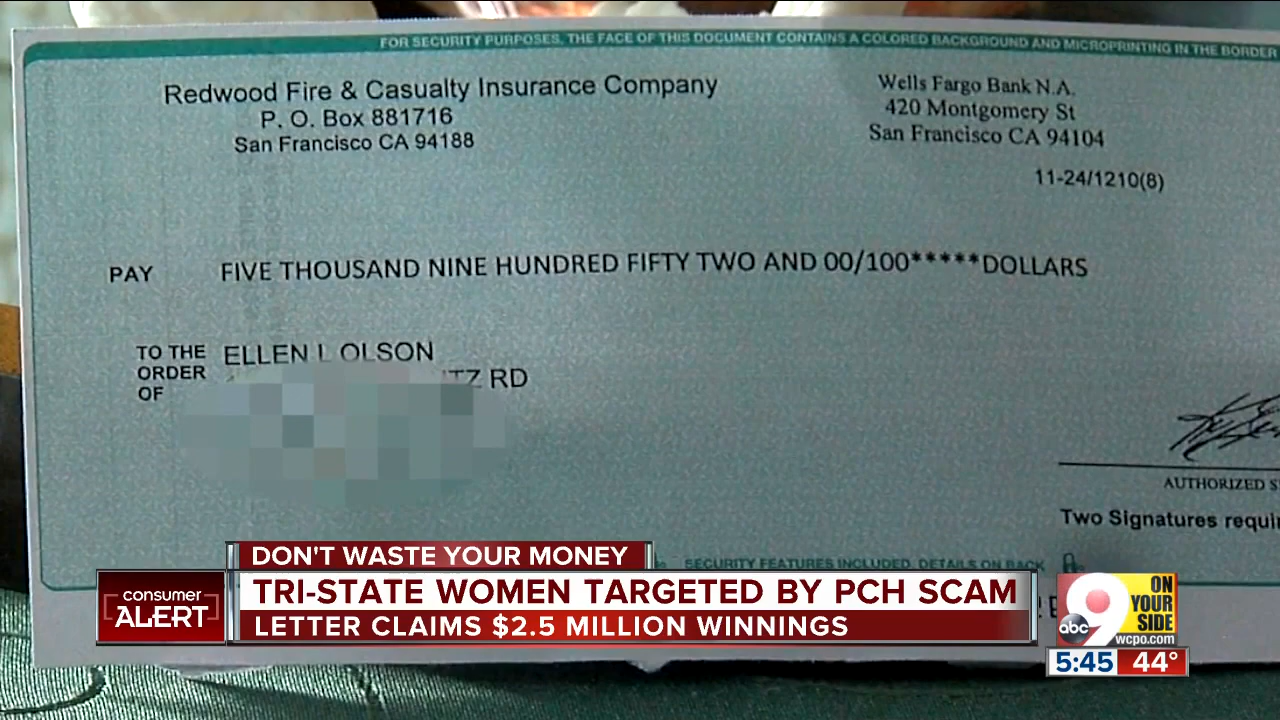 FOR SECURITY PURPOSES, THE FACE OF THIS DOCUMENT CONTAINS A COLORED BACKGROUND AND MICROPRINTING IN THE BORDER
Redwood Fire & Casualty Insurance Company
P. O. Box 881716
San Francisco CA 94188
Wells Fargo Bank N.A.
420 Montgomery St
San Francisco CA 94104
11-24/1210(8)
PAY FIVE THOUSAND NINE HUNDRED FIFTY TWO AND 00/100*****DOLLARS
TO THE ORDER OF
ELLEN L OLSON
TZ RD
AUTHORIZED S
Two Signatures requi
SECURITY FEATURES INCLUDED. DETAILS ON BACK
DON'T WASTE YOUR MONEY
consumer ALERT
TRI-STATE WOMEN TARGETED BY PCH SCAM
LETTER CLAIMS $2.5 MILLION WINNINGS
abc 9 ON YOUR SIDE
wcpo.com
5:45 44°